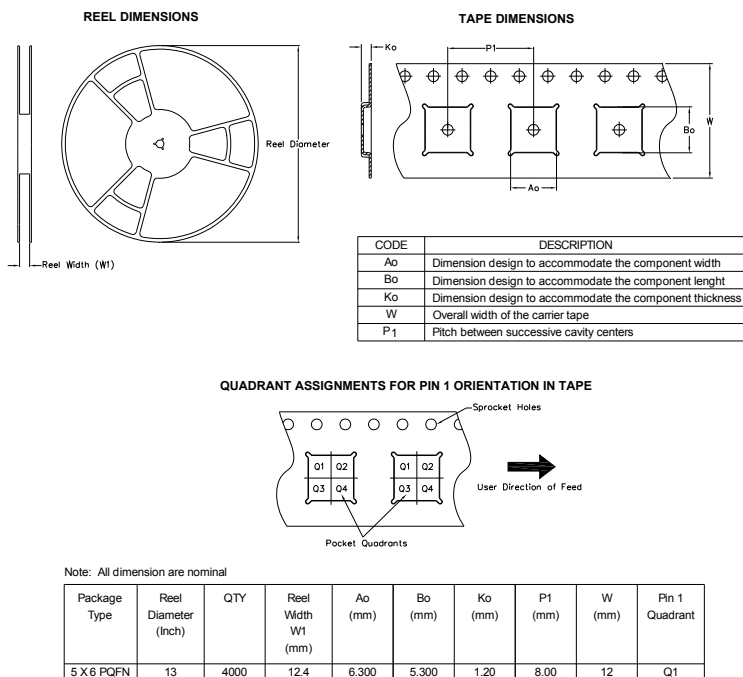 REEL DIMENSIONS
TAPE DIMENSIONS
Ko
P1
Reel Diameter
Bo
W
Ao
Reel Width (W1)
CODE DESCRIPTION
Ao Dimension design to accommodate the component width
Bo Dimension design to accommodate the component lenght
Ko Dimension design to accommodate the component thickness
W Overall width of the carrier tape
P1 Pitch between successive cavity centers
QUADRANT ASSIGNMENTS FOR PIN 1 ORIENTATION IN TAPE
Sprocket Holes
Q1 Q2 Q1 Q2
Q3 Q4 Q3 Q4
User Direction of Feed
Pocket Quadrants
Note: All dimension are nominal
Package Type Reel Diameter (Inch) QTY Reel Width W1 (mm) Ao (mm) Bo (mm) Ko (mm) P1 (mm) W (mm) Pin 1 Quadrant
5 X 6 PQFN 13 4000 12.4 6.300 5.300 1.20 8.00 12 Q1